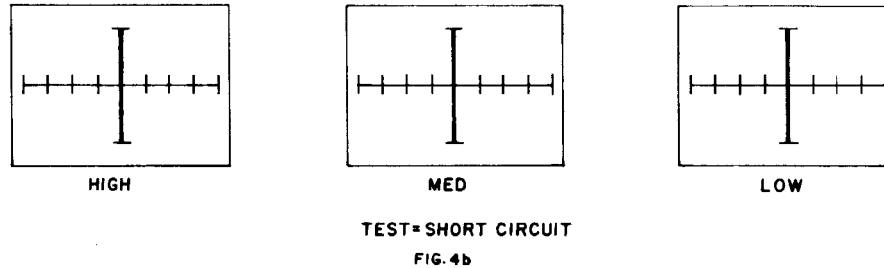 HIGH
MED
LOW
TEST=SHORT CIRCUIT
FIG. 4b